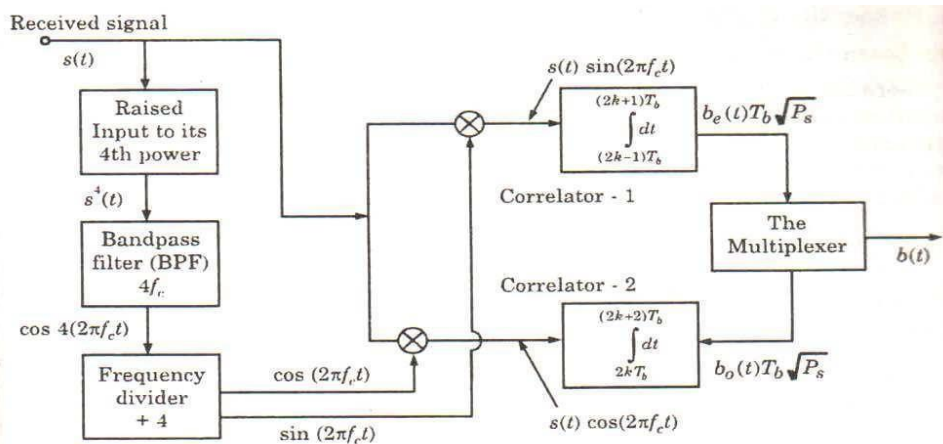 Received signal
s(t)
Raised
Input to its
4th power
s⁴(t)
Bandpass
filter (BPF)
4f_c
cos 4(2πf_ct)
Frequency
divider
+ 4
cos (2πf_ct)
sin (2πf_ct)
s(t) sin(2πf_ct)
(2k+1)T_b
∫dt
(2k−1)T_b
b_e(t)T_b√P_s
Correlator - 1
The
Multiplexer
b(t)
Correlator - 2
(2k+2)T_b
∫dt
2kT_b
b_o(t)T_b√P_s
s(t) cos(2πf_ct)